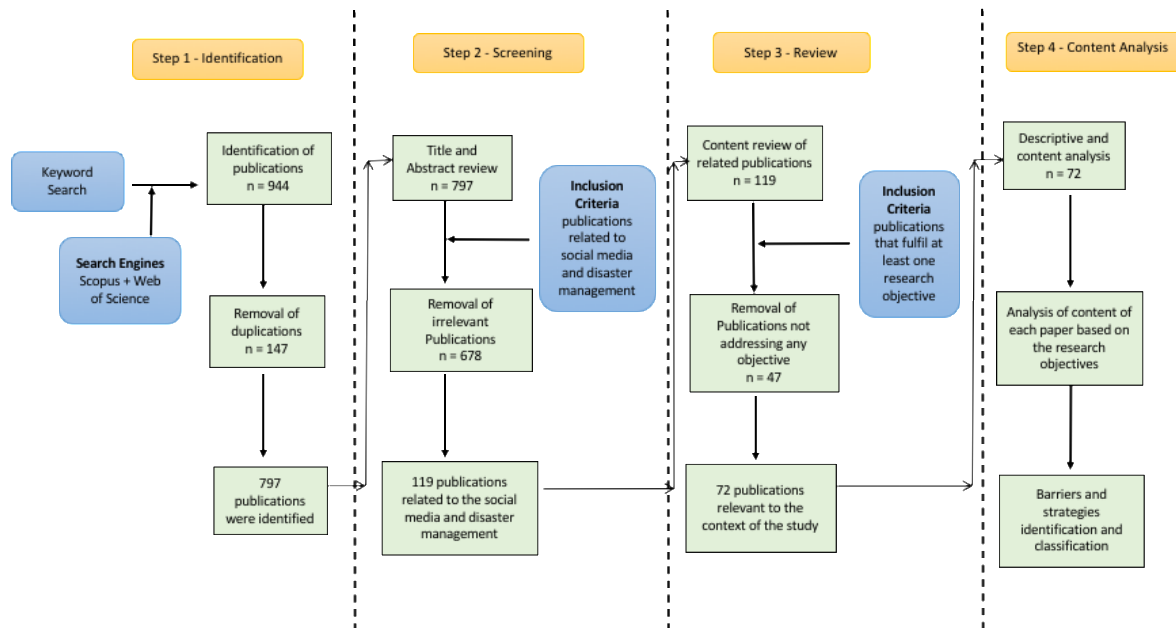 Step 1 - Identification
Step 2 - Screening
Step 3 - Review
Step 4 - Content Analysis
Keyword
Search
Search Engines
Scopus + Web
of Science
Identification of
publications
n = 944
Removal of
duplications
n = 147
797
publications
were identified
Title and
Abstract review
n = 797
Inclusion
Criteria
publications
related to
social media
and disaster
management
Removal of
irrelevant
Publications
n = 678
119 publications
related to the social
media and disaster
management
Content review of
related publications
n = 119
Inclusion
Criteria
publications
that fulfil at
least one
research
objective
Removal of
Publications not
addressing any
objective
n = 47
72 publications
relevant to the
context of the study
Descriptive and
content analysis
n = 72
Analysis of content of
each paper based on
the research
objectives
Barriers and
strategies
identification and
classification